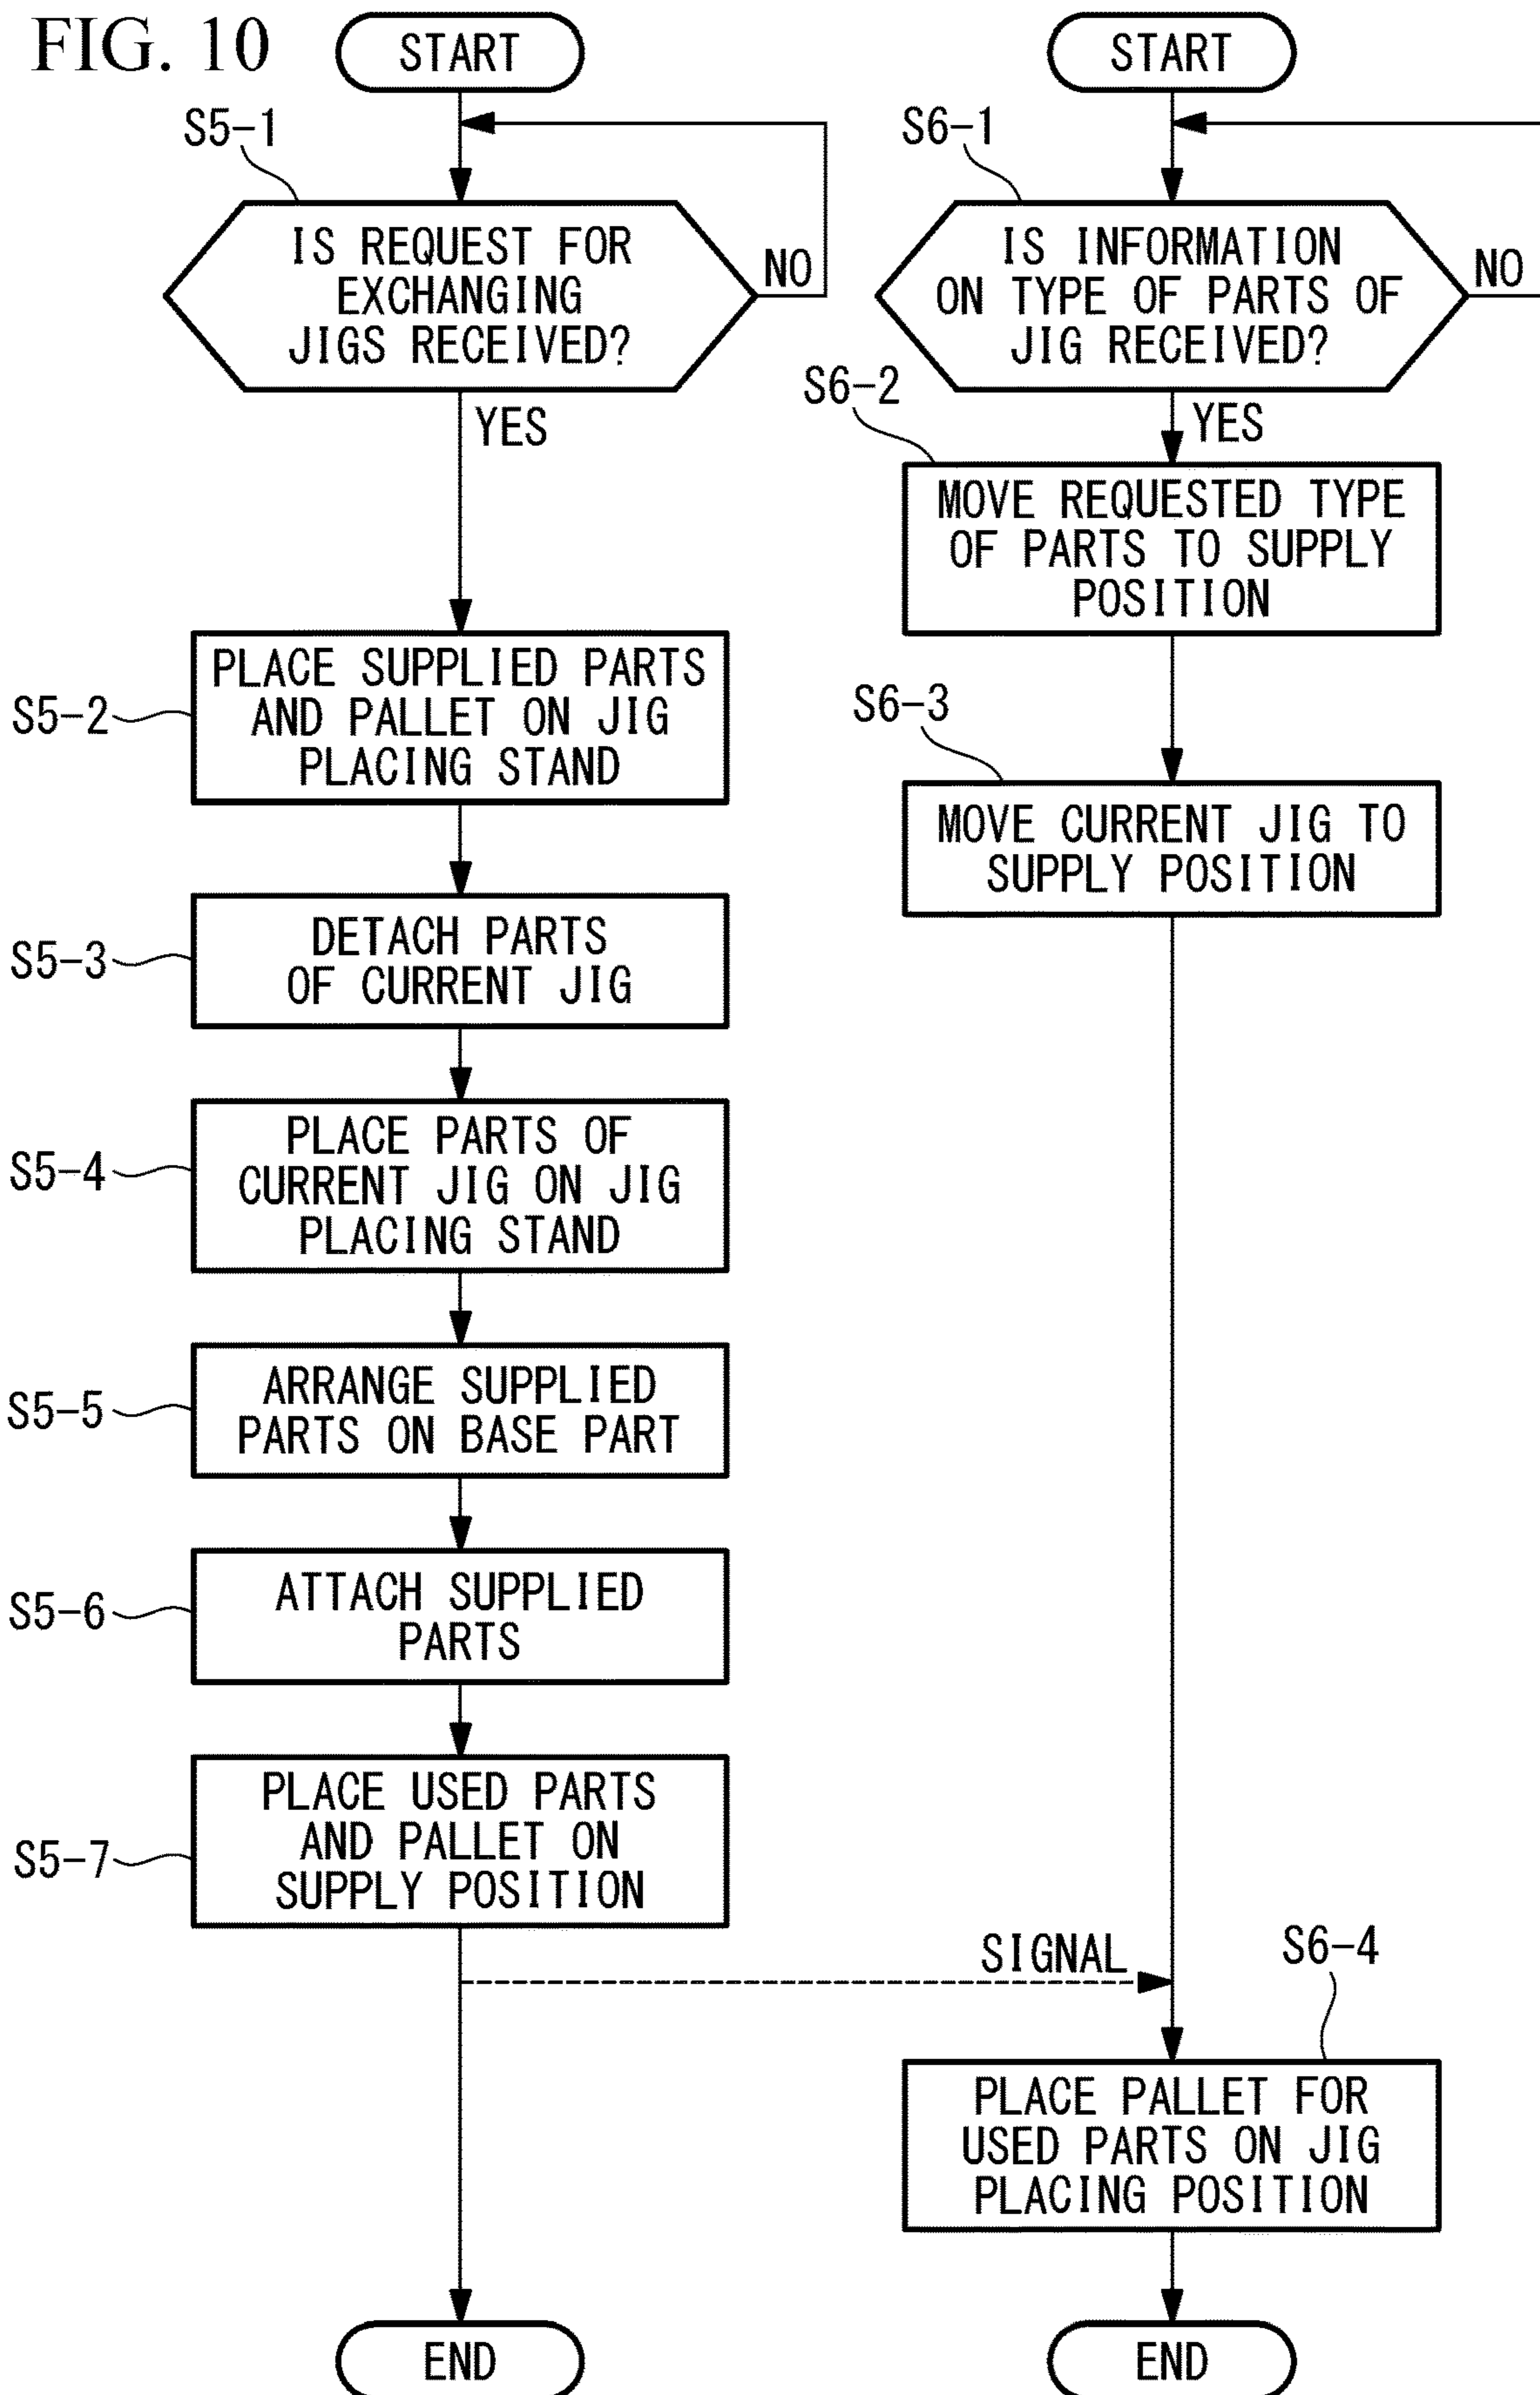 FIG. 10
START
S5-1
IS REQUEST FOR
EXCHANGING
JIGS RECEIVED?
NO
YES
S5-2
PLACE SUPPLIED PARTS
AND PALLET ON JIG
PLACING STAND
S5-3
DETACH PARTS
OF CURRENT JIG
S5-4
PLACE PARTS OF
CURRENT JIG ON JIG
PLACING STAND
S5-5
ARRANGE SUPPLIED
PARTS ON BASE PART
S5-6
ATTACH SUPPLIED
PARTS
S5-7
PLACE USED PARTS
AND PALLET ON
SUPPLY POSITION
SIGNAL
END
START
S6-1
IS INFORMATION
ON TYPE OF PARTS OF
JIG RECEIVED?
NO
YES
S6-2
MOVE REQUESTED TYPE
OF PARTS TO SUPPLY
POSITION
S6-3
MOVE CURRENT JIG TO
SUPPLY POSITION
S6-4
PLACE PALLET FOR
USED PARTS ON JIG
PLACING POSITION
END